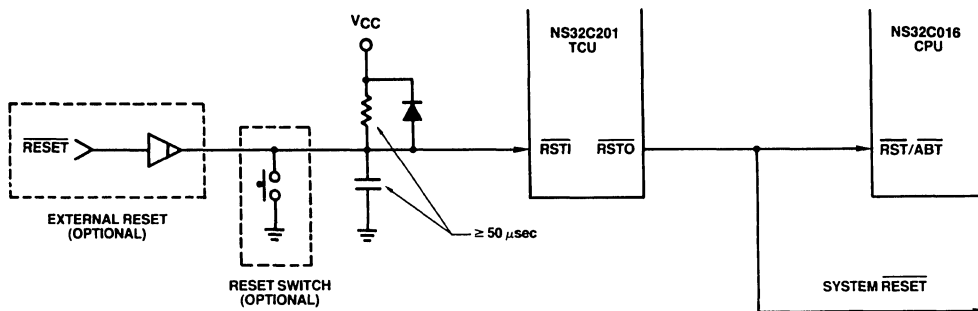 VCC
NS32C201
TCU
NS32C016
CPU
RESET
RSTI
RSTO
RST/ABT
EXTERNAL RESET
(OPTIONAL)
≥ 50 μsec
RESET SWITCH
(OPTIONAL)
SYSTEM RESET